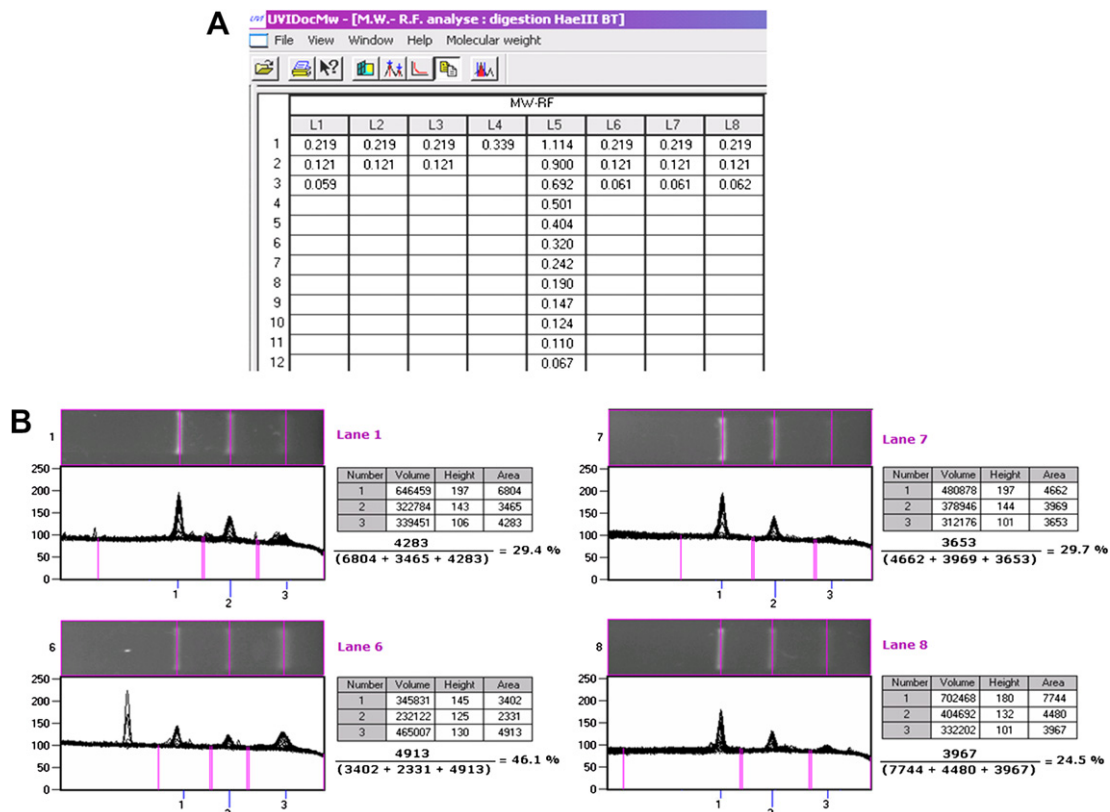 A
UVI UVIDocMw - [M.W.- R.F. analyse : digestion HaeIII BT]
File View Window Help Molecular weight
MW-RF
L1 L2 L3 L4 L5 L6 L7 L8
1 0.219 0.219 0.219 0.339 1.114 0.219 0.219 0.219
2 0.121 0.121 0.121 0.900 0.121 0.121 0.121
3 0.059 0.692 0.061 0.061 0.062
4 0.501
5 0.404
6 0.320
7 0.242
8 0.190
9 0.147
10 0.124
11 0.110
12 0.067
B
1
Lane 1
250
200
150
100
50
0
1 2 3
Number Volume Height Area
1 646459 197 6804
2 322784 143 3465
3 339451 106 4283
4283
(6804 + 3465 + 4283) = 29.4 %
7
Lane 7
250
200
150
100
50
0
1 2 3
Number Volume Height Area
1 480878 197 4662
2 378946 144 3969
3 312176 101 3653
3653
(4662 + 3969 + 3653) = 29.7 %
6
Lane 6
250
200
150
100
50
0
1 2 3
Number Volume Height Area
1 345831 145 3402
2 232122 125 2331
3 465007 130 4913
4913
(3402 + 2331 + 4913) = 46.1 %
8
Lane 8
250
200
150
100
50
0
1 2 3
Number Volume Height Area
1 702468 180 7744
2 404692 132 4480
3 332202 101 3967
3967
(7744 + 4480 + 3967) = 24.5 %